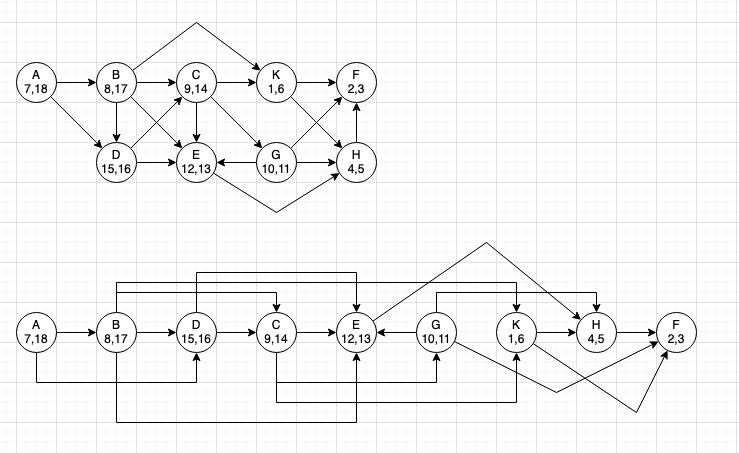 A
7,18
B
8,17
C
9,14
K
1,6
F
2,3
D
15,16
E
12,13
G
10,11
H
4,5
A
7,18
B
8,17
D
15,16
C
9,14
E
12,13
G
10,11
K
1,6
H
4,5
F
2,3